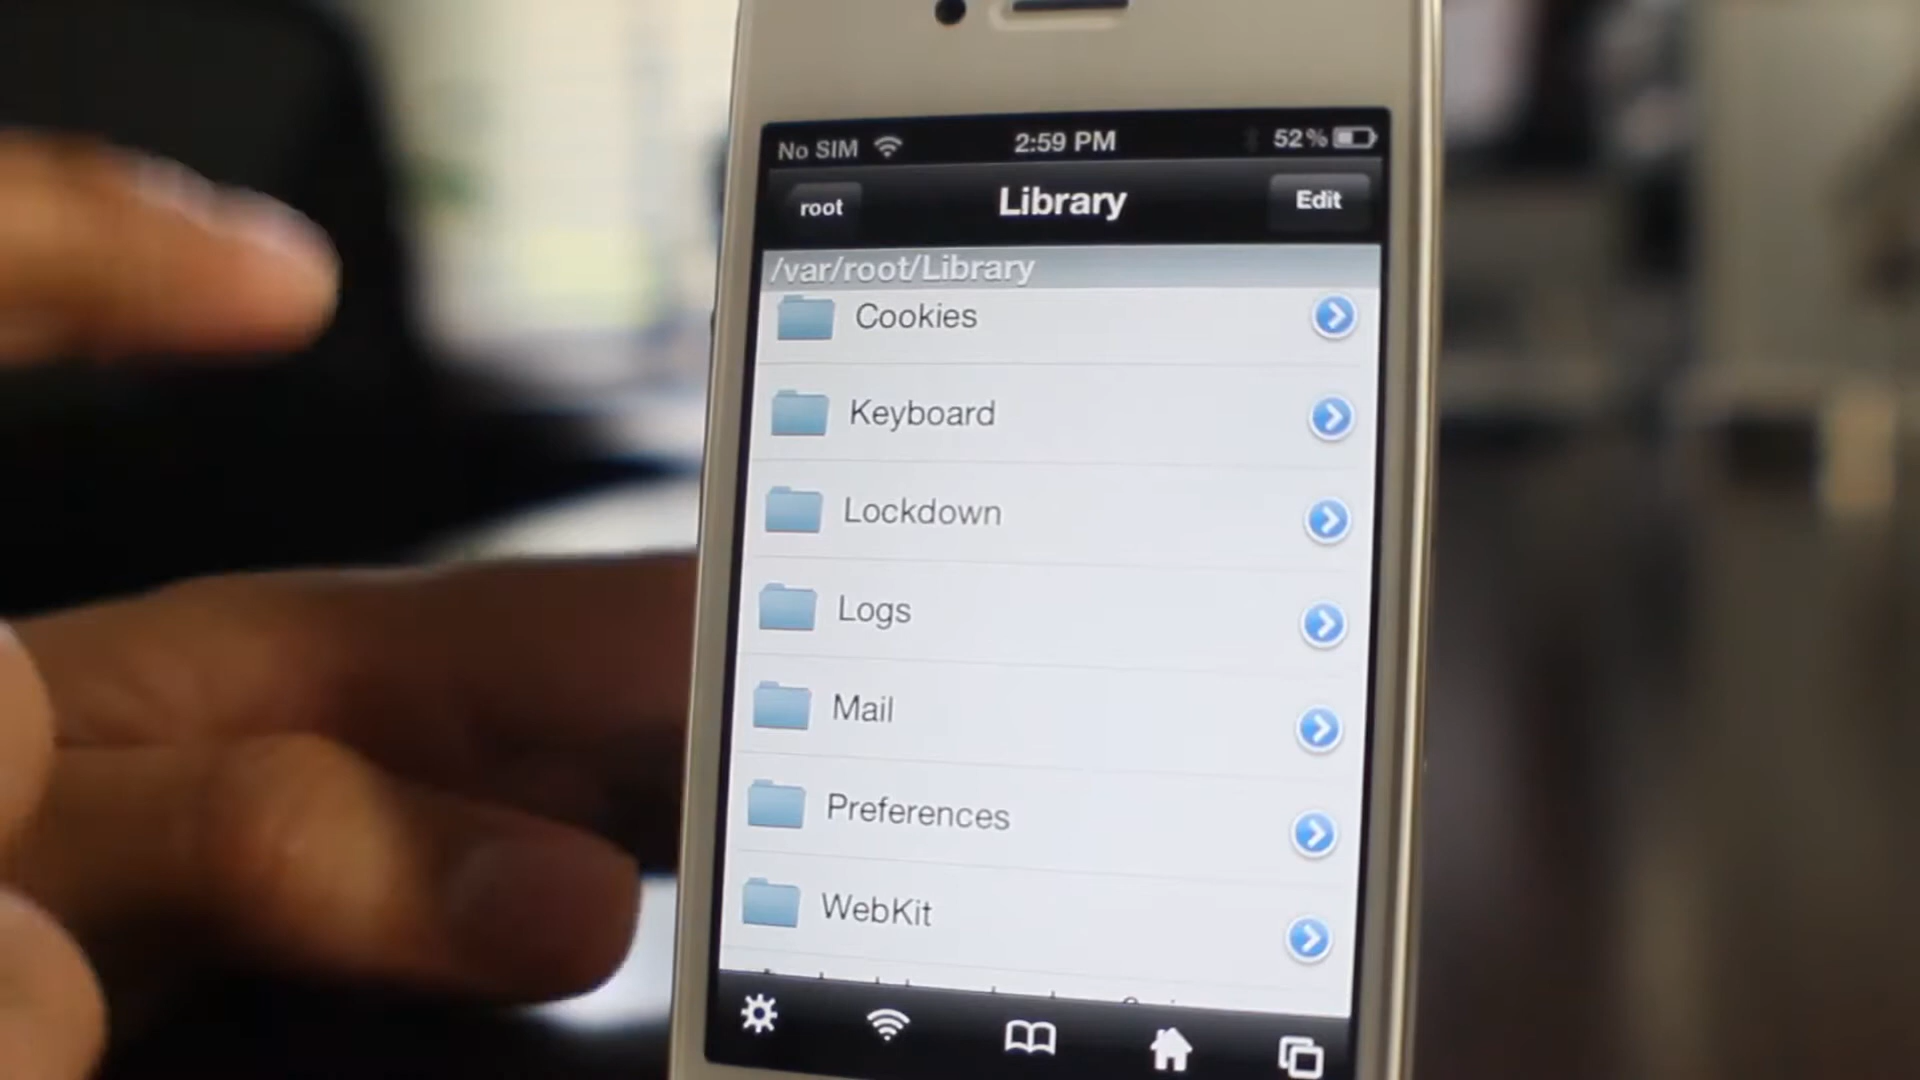 No SIM 2:59 PM 52%
root Library Edit
/var/root/Library
Cookies
Keyboard
Lockdown
Logs
Mail
Preferences
WebKit